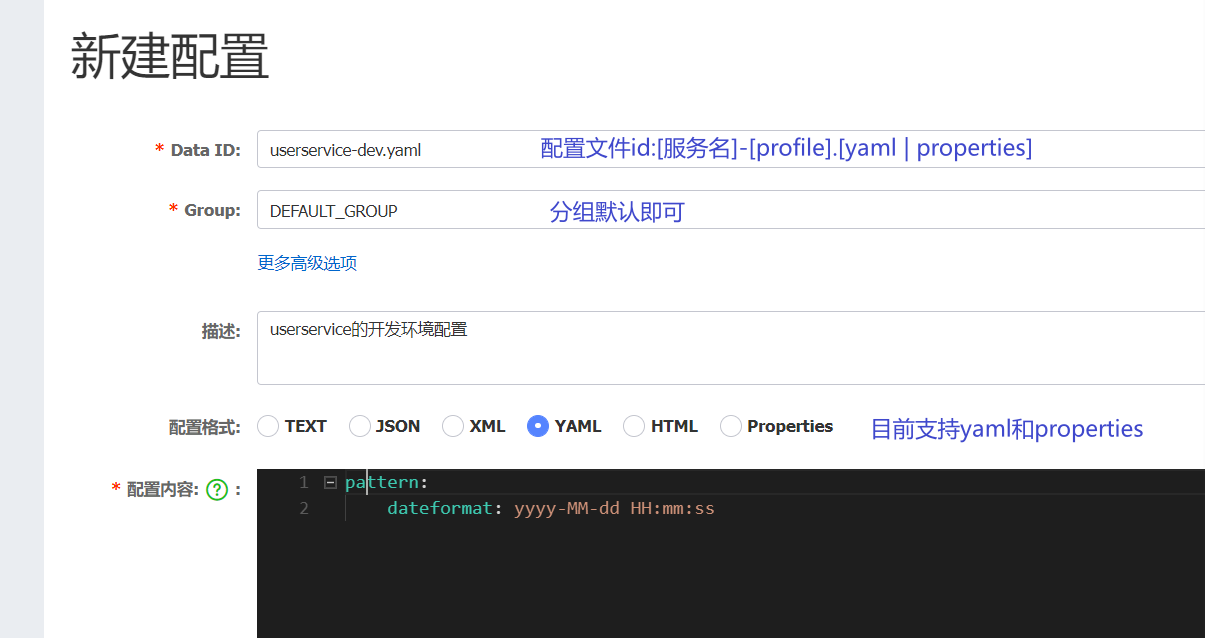 新建配置
* Data ID: userservice-dev.yaml 配置文件id:[服务名]-[profile].[yaml | properties]
* Group: DEFAULT_GROUP 分组默认即可
更多高级选项
描述: userservice的开发环境配置
配置格式: TEXT JSON XML YAML HTML Properties 目前支持yaml和properties
* 配置内容: ? : 1 pattern:
2 dateformat: yyyy-MM-dd HH:mm:ss